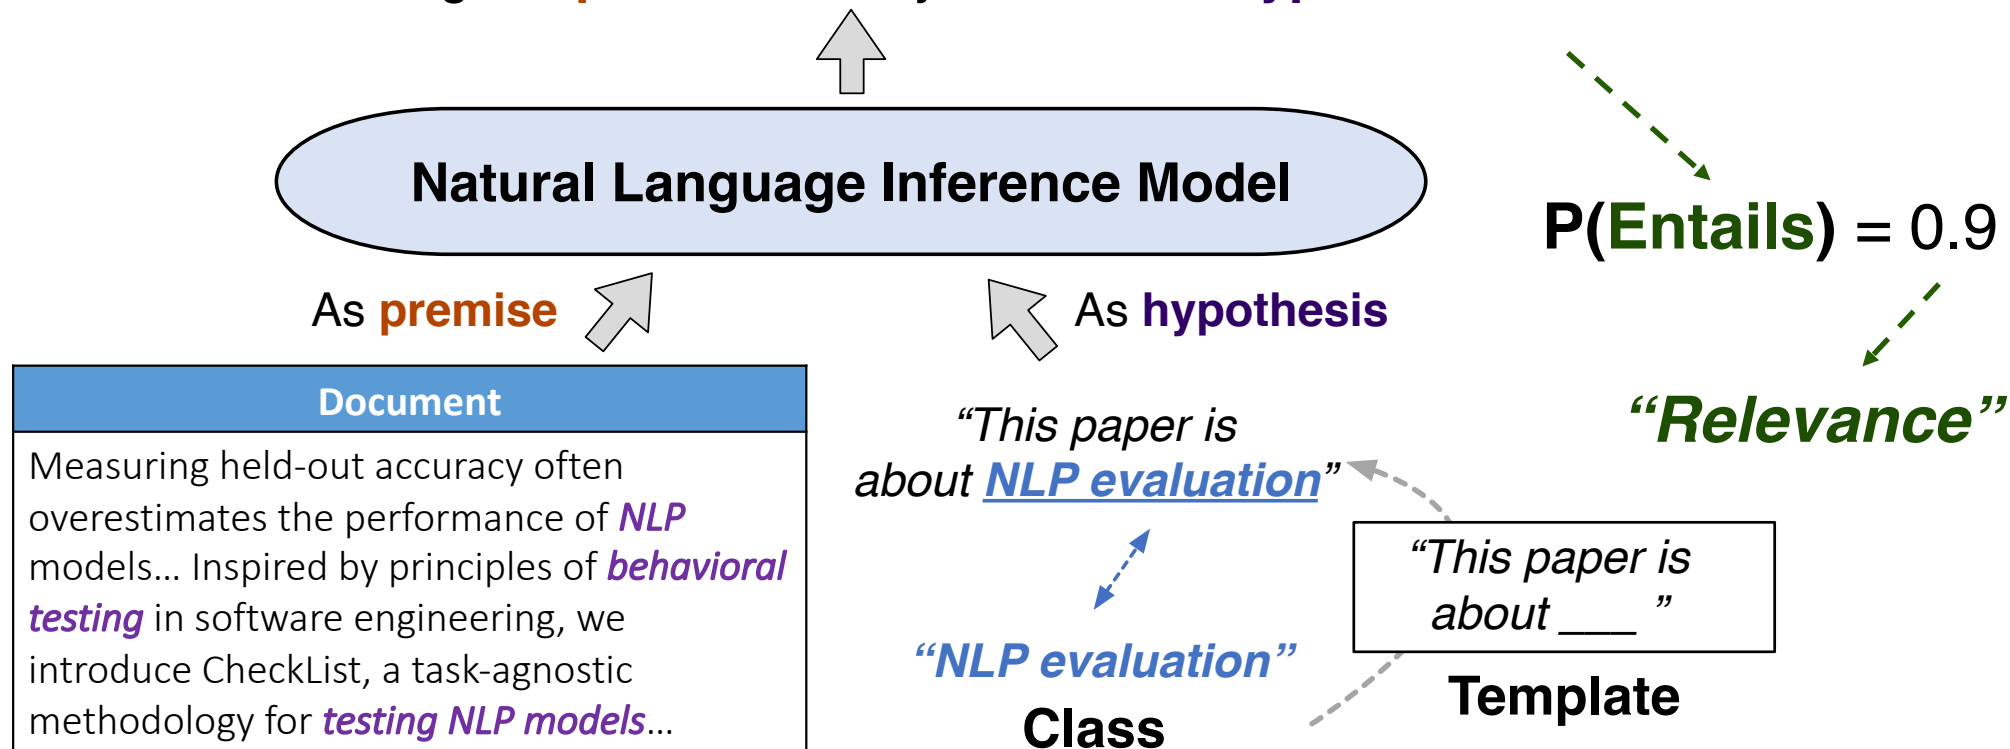 Natural Language Inference Model
P(Entails) = 0.9
As premise
As hypothesis
Document
Measuring held-out accuracy often
overestimates the performance of NLP
models... Inspired by principles of behavioral
testing in software engineering, we
introduce CheckList, a task-agnostic
methodology for testing NLP models...
“This paper is
about NLP evaluation”
“NLP evaluation”
Class
“This paper is
about ___ ”
Template
“Relevance”